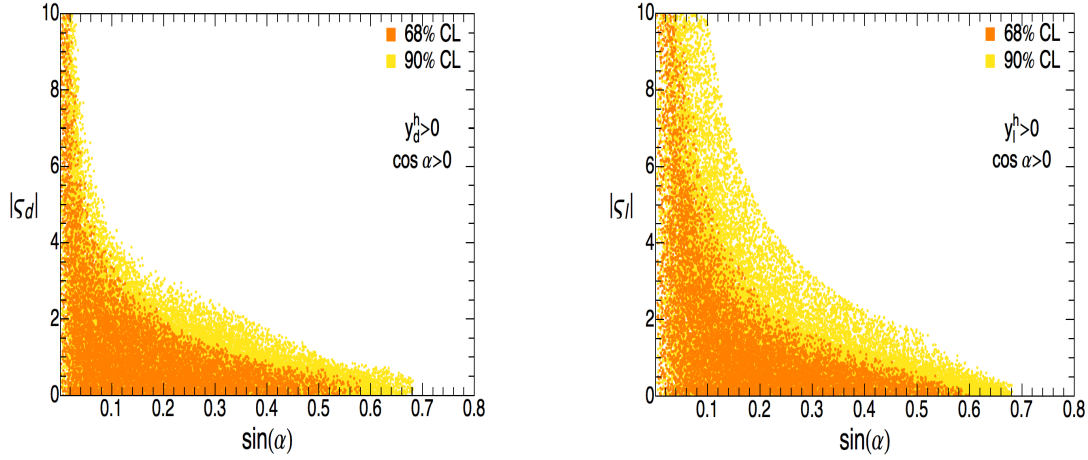 10
8
6
4
2
0
|ς_d|
68% CL
90% CL
y_d^h>0
cos α>0
0.1 0.2 0.3 0.4 0.5 0.6 0.7 0.8
sin(α)
10
8
6
4
2
0
|ς_l|
68% CL
90% CL
y_l^h>0
cos α>0
0.1 0.2 0.3 0.4 0.5 0.6 0.7 0.8
sin(α)